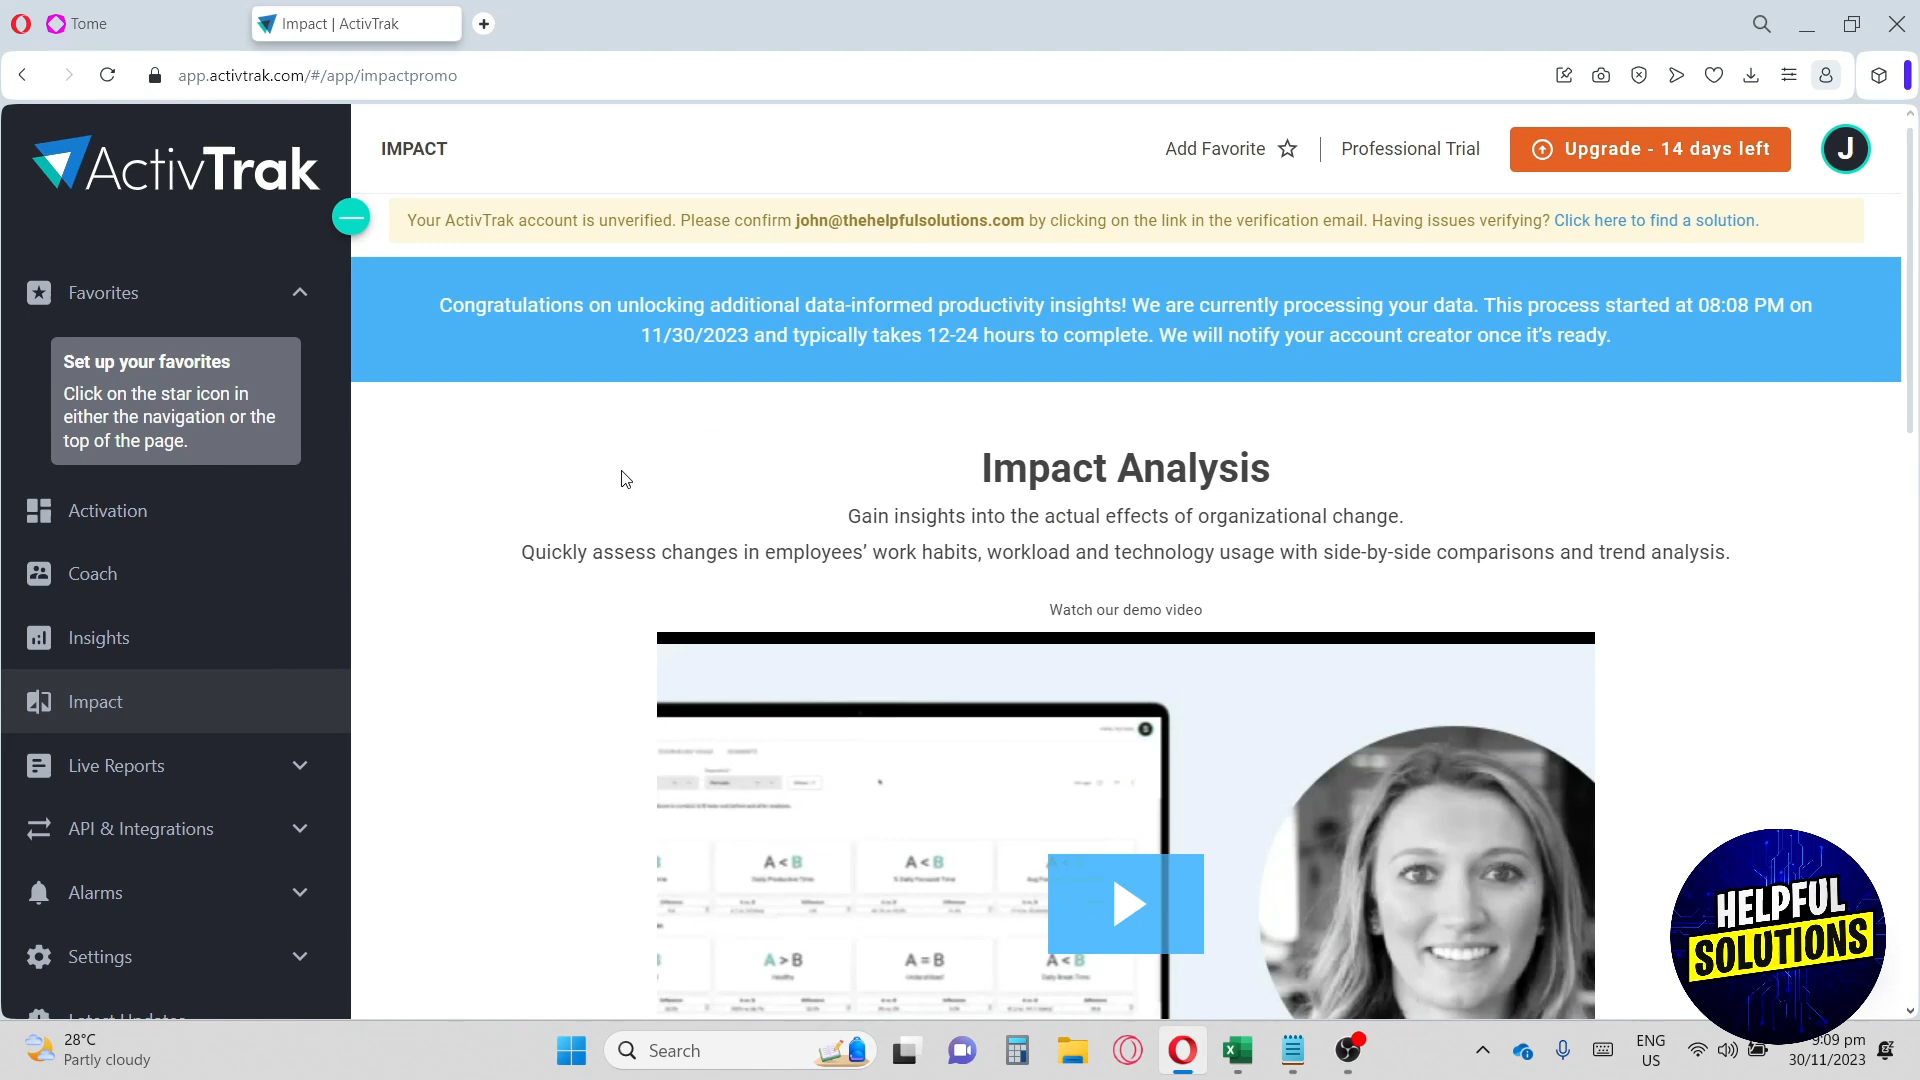 Tome
Impact | ActivTrak
app.activtrak.com/#/app/impactpromo
ActivTrak
IMPACT
Add Favorite
Professional Trial
Upgrade - 14 days left
J
Your ActivTrak account is unverified. Please confirm john@thehelpfulsolutions.com by clicking on the link in the verification email. Having issues verifying? Click here to find a solution.
Favorites
Congratulations on unlocking additional data-informed productivity insights! We are currently processing your data. This process started at 08:08 PM on
11/30/2023 and typically takes 12-24 hours to complete. We will notify your account creator once it's ready.
Set up your favorites
Click on the star icon in
either the navigation or the
top of the page.
Activation
Coach
Insights
Impact
Live Reports
API & Integrations
Alarms
Settings
Impact Analysis
Gain insights into the actual effects of organizational change.
Quickly assess changes in employees' work habits, workload and technology usage with side-by-side comparisons and trend analysis.
Watch our demo video
A < B
A < B
Daily Productive Time
A > B
A = B
A < B
Healthy
Daily Break Time
HELPFUL
SOLUTIONS
28°C
Partly cloudy
Search
ENG
US
9:09 pm
30/11/2023